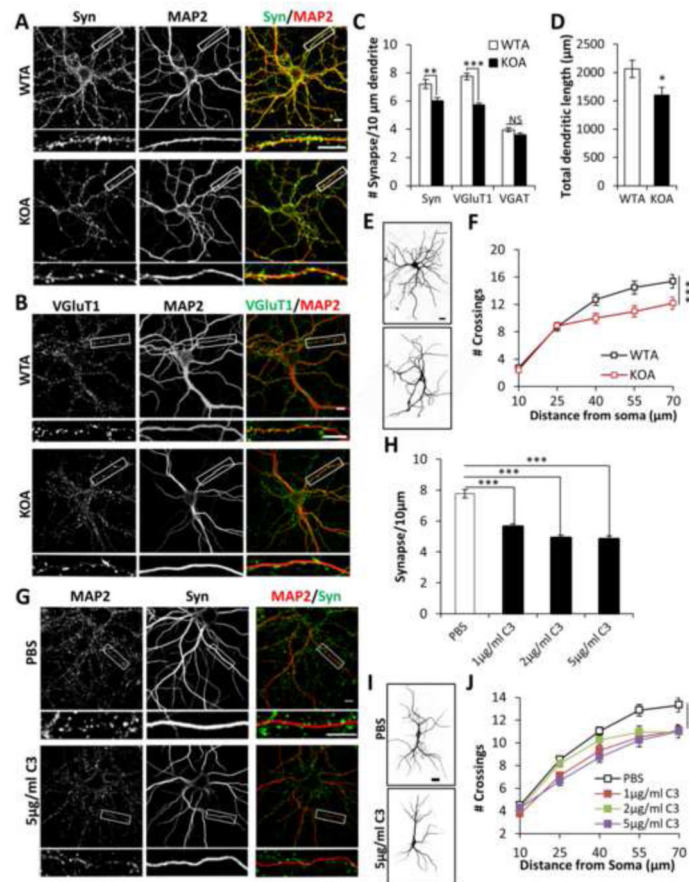 A
Syn
MAP2
Syn/MAP2
WTA
KOA
B
VGluT1
MAP2
VGluT1/MAP2
WTA
KOA
C
# Synapse/10 μm dendrite
10
8
6
4
2
0
WTA
KOA
**
***
NS
Syn
VGluT1
VGAT
D
Total dendritic length (μm)
2500
2000
1500
1000
500
0
*
WTA
KOA
E
F
# Crossings
20
16
12
8
4
0
WTA
KOA
***
10
25
40
55
70
Distance from soma (μm)
G
MAP2
Syn
MAP2/Syn
PBS
5μg/ml C3
H
Synapse/10μm
10
8
6
4
2
0
***
***
***
PBS
1μg/ml C3
2μg/ml C3
5μg/ml C3
I
PBS
5μg/ml C3
J
# Crossings
14
12
10
8
6
4
2
PBS
1μg/ml C3
2μg/ml C3
5μg/ml C3
10
25
40
55
70
Distance from Soma (μm)